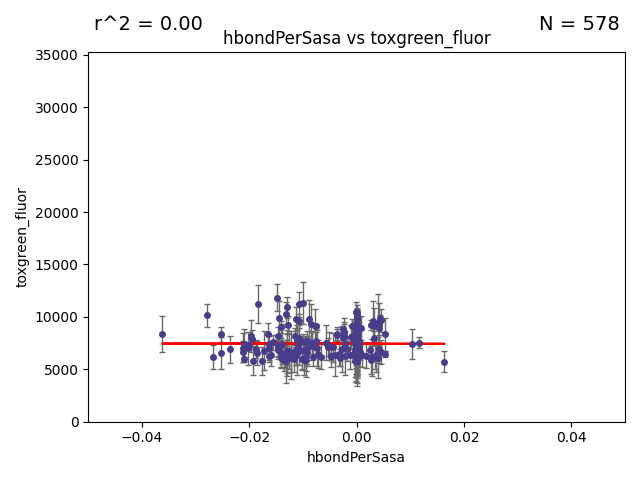 r^2 = 0.00
N = 578
hbondPerSasa vs toxgreen_fluor
35000
30000
25000
20000
15000
10000
5000
0
toxgreen_fluor
−0.04
−0.02
0.00
0.02
0.04
hbondPerSasa